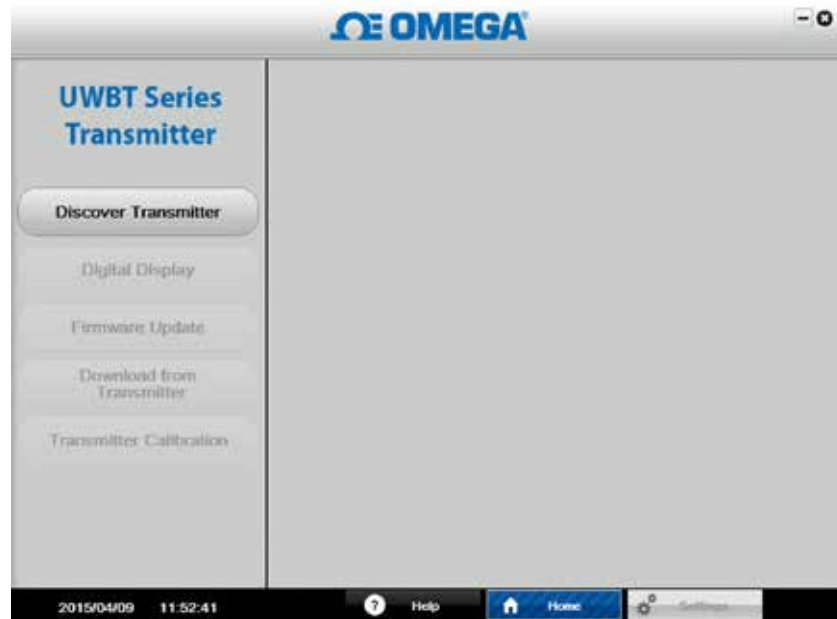 OMEGA®
UWBT Series
Transmitter
Discover Transmitter
Digital Display
Firmware Update
Download from
Transmitter
Transmitter Calibration
2015/04/09 11:52:41
? Help
Home
Settings